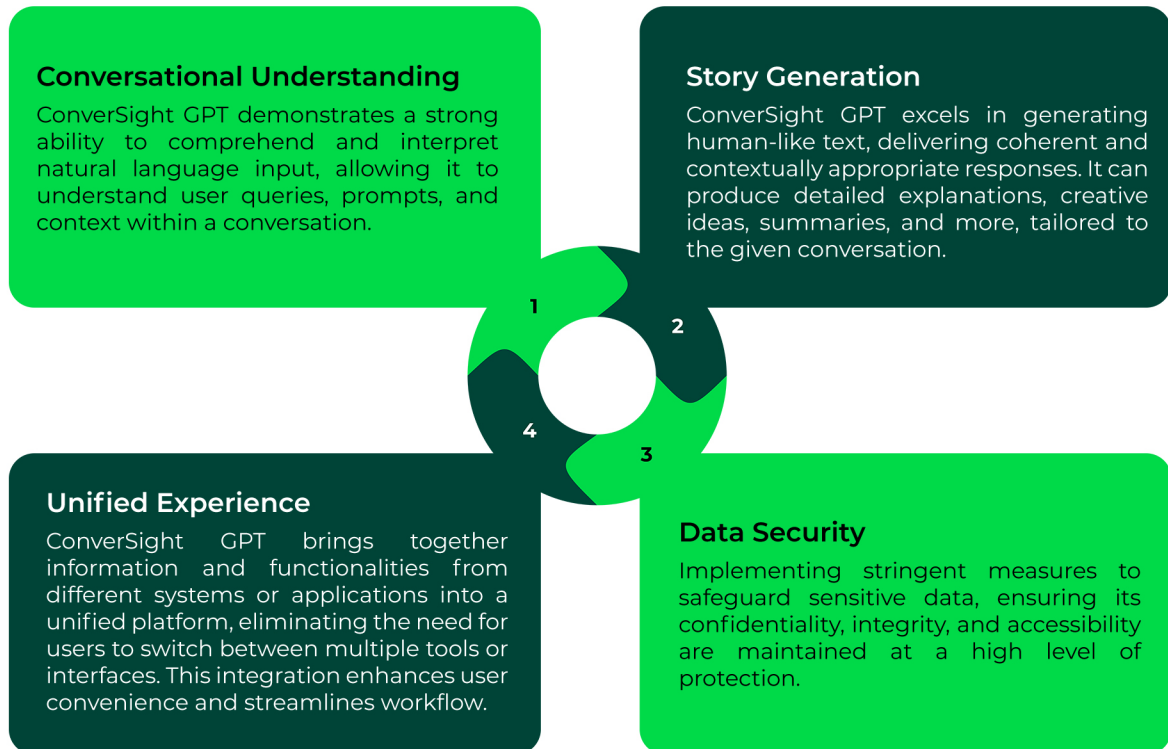 Conversational Understanding
ConverSight GPT demonstrates a strong
ability to comprehend and interpret
natural language input, allowing it to
understand user queries, prompts, and
context within a conversation.
Story Generation
ConverSight GPT excels in generating
human-like text, delivering coherent and
contextually appropriate responses. It can
produce detailed explanations, creative
ideas, summaries, and more, tailored to
the given conversation.
1
2
4
3
Unified Experience
ConverSight GPT brings together
information and functionalities from
different systems or applications into a
unified platform, eliminating the need for
users to switch between multiple tools or
interfaces. This integration enhances user
convenience and streamlines workflow.
Data Security
Implementing stringent measures to
safeguard sensitive data, ensuring its
confidentiality, integrity, and accessibility
are maintained at a high level of
protection.